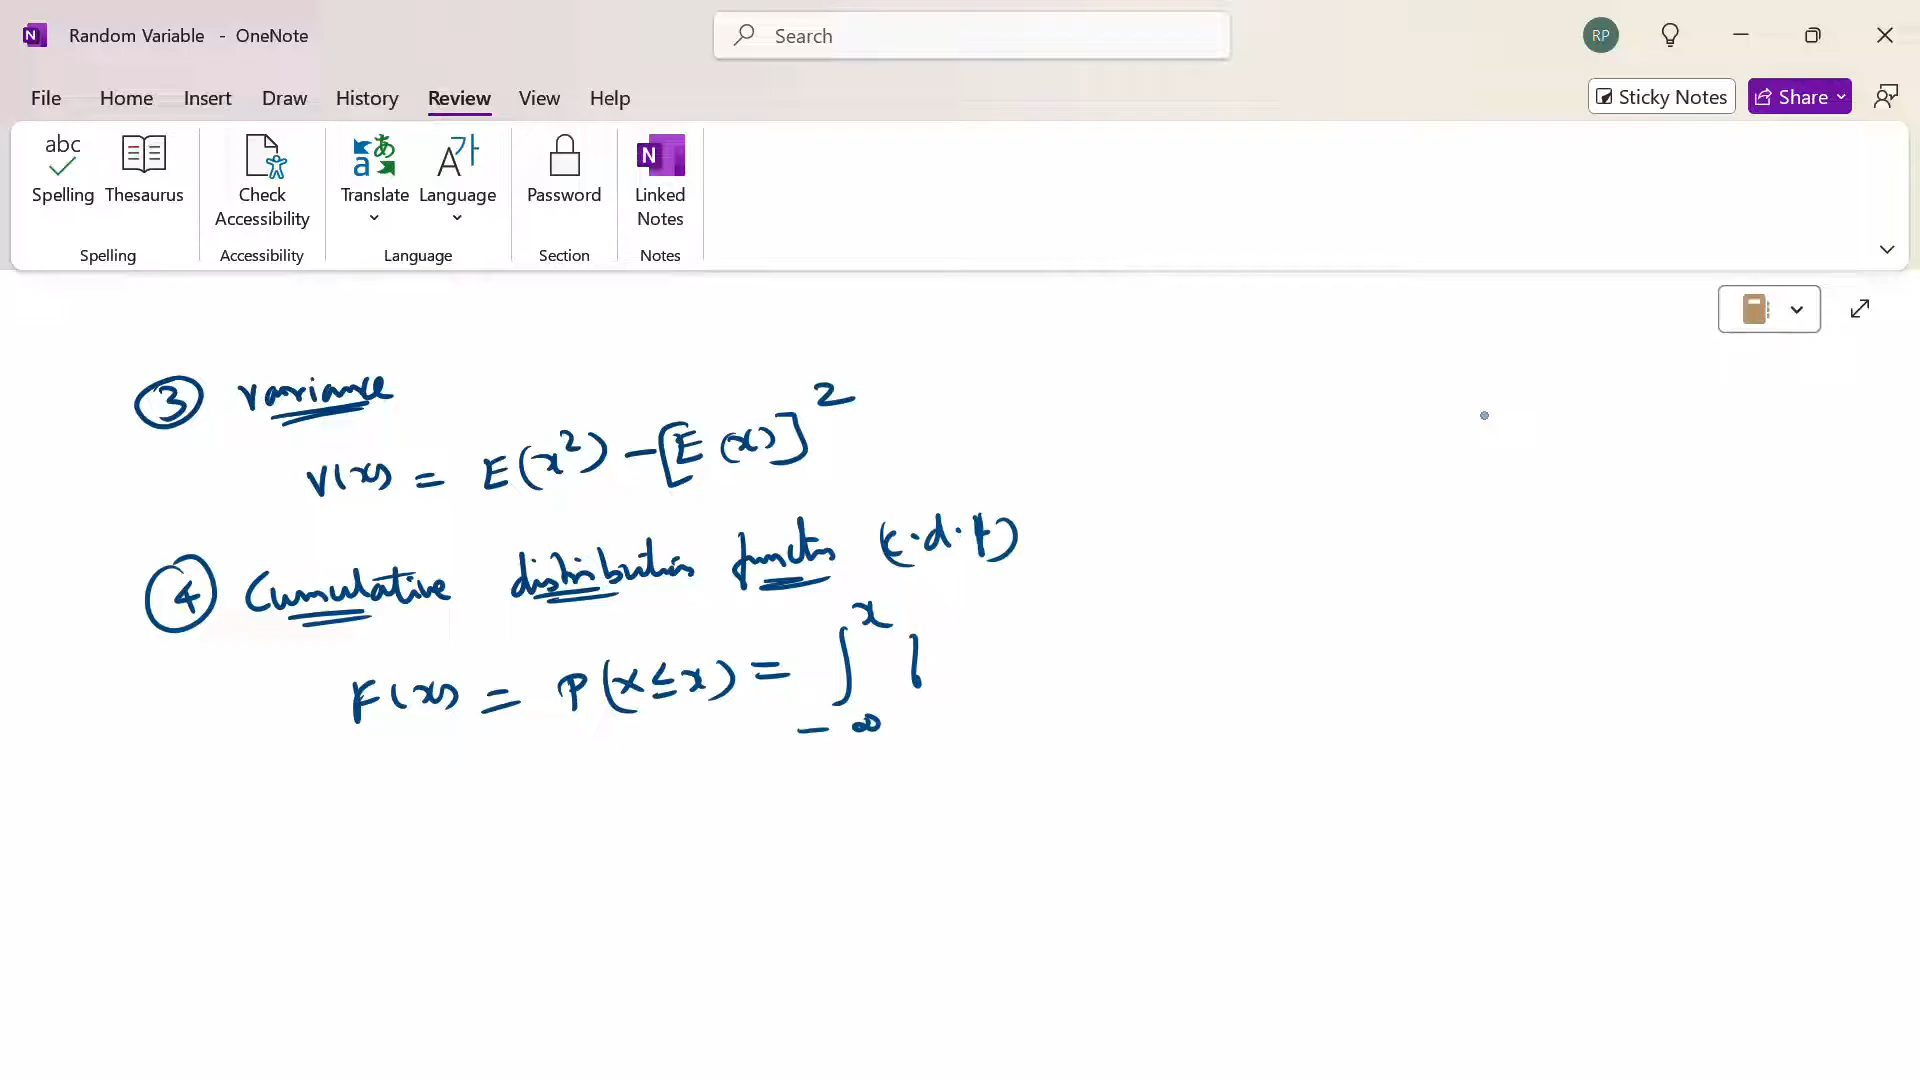 Random Variable - OneNote
Search
RP
File Home Insert Draw History Review View Help
Sticky Notes Share
abc
Spelling Thesaurus Check Accessibility Translate Language Password Linked Notes
Spelling Accessibility Language Section Notes
③ variance
V(x) = E(x²) - [E(x)]²
④ Cumulative distribution function (c.d.f)
F(x) = P(X ≤ x) = ∫_{-∞}^{x}